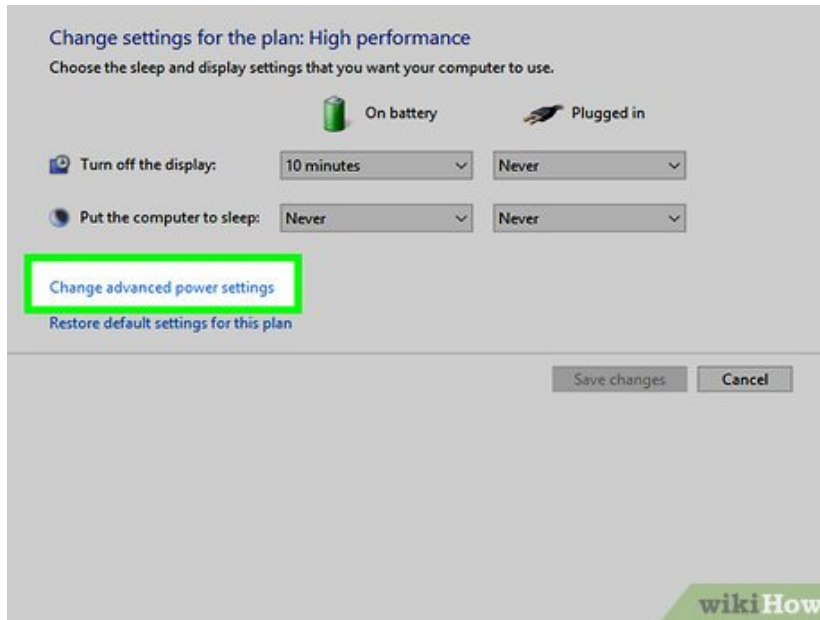 Change settings for the plan: High performance
Choose the sleep and display settings that you want your computer to use.
On battery Plugged in
Turn off the display: 10 minutes Never
Put the computer to sleep: Never Never
Change advanced power settings
Restore default settings for this plan
Save changes Cancel
wikiHow